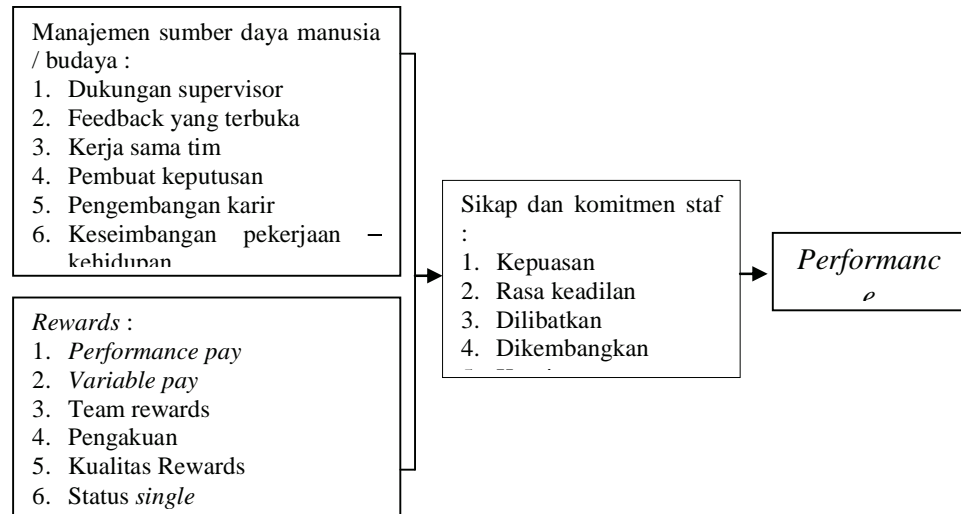 Manajemen sumber daya manusia
/ budaya :
1. Dukungan supervisor
2. Feedback yang terbuka
3. Kerja sama tim
4. Pembuat keputusan
5. Pengembangan karir
6. Keseimbangan pekerjaan –
kehidupan
Rewards :
1. Performance pay
2. Variable pay
3. Team rewards
4. Pengakuan
5. Kualitas Rewards
6. Status single
Sikap dan komitmen staf
:
1. Kepuasan
2. Rasa keadilan
3. Dilibatkan
4. Dikembangkan
Performanc
e